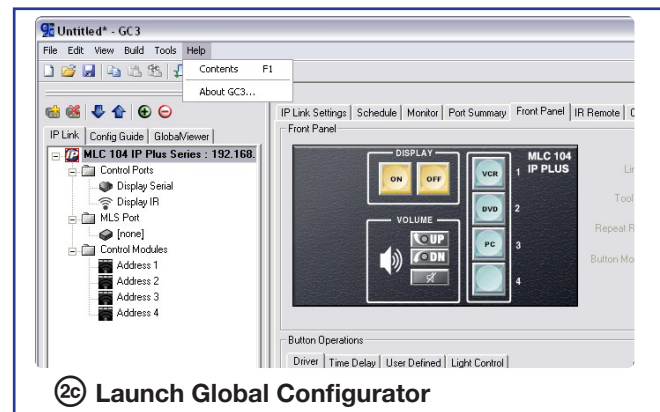 Untitled* - GC3
File Edit View Build Tools Help
Contents F1
About GC3...
IP Link Config Guide GlobalViewer
MLC 104 IP Plus Series : 192.168.
Control Ports
Display Serial
Display IR
MLS Port
[none]
Control Modules
Address 1
Address 2
Address 3
Address 4
IP Link Settings Schedule Monitor Port Summary Front Panel IR Remote
Front Panel
DISPLAY
ON OFF
VOLUME
UP
DN
VCR 1
DVD 2
PC 3
4
MLC 104
IP PLUS
Repeat
Button
Button Operations
Driver Time Delay User Defined Light Control
2c Launch Global Configurator